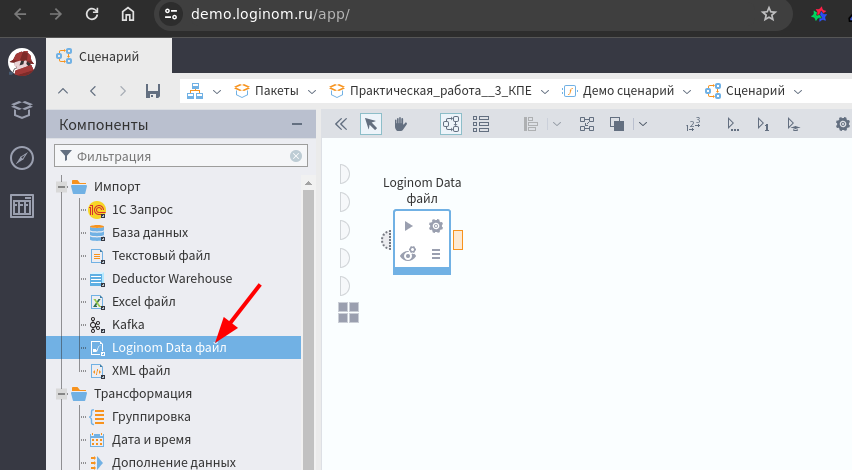 demo.loginom.ru/app/
Сценарий
Пакеты
Практическая_работа__3_КПЕ
Демо сценарий
Сценарий
Компоненты
Фильтрация
Импорт
1С Запрос
База данных
Текстовый файл
Deductor Warehouse
Excel файл
Kafka
Loginom Data файл
XML файл
Трансформация
Группировка
Дата и время
Дополнение данных
Loginom Data
файл